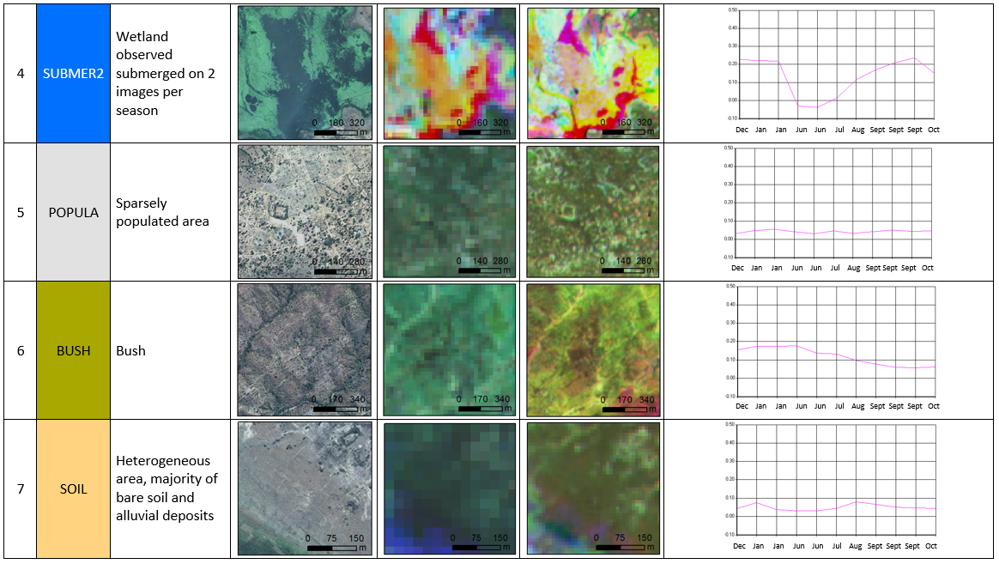 4
SUBMER2
Wetland
observed
submerged on 2
images per
season
0 160 320
m
0 160 320
m
0 160 320
m
0.50
0.40
0.30
0.20
0.10
0.00
0.10
Dec Jan Jan Jun Jun Jul Aug Sept Sept Oct
5
POPULA
Sparsely
populated area
0 140 280
m
0 140 280
m
0 140 280
m
0.50
0.40
0.30
0.20
0.10
0.00
-0.10
Dec Jan Jan Jun Jun Jul Aug Sept Sept Sept Oct
6
BUSH
Bush
0 170 340
m
0 170 340
m
0 170 340
m
0.50
0.40
0.30
0.20
0.10
0.00
-0.10
Dec Jan Jan Jun Jun Jul Aug Sept Sept Sept Oct
7
SOIL
Heterogeneous
area, majority of
bare soil and
alluvial deposits
0 75 150
m
0 75 150
m
0 75 150
m
0.50
0.40
0.30
0.20
0.10
0.00
-0.10
Dec Jan Jan Jun Jun Jul Aug Sept Sept Sept Oct